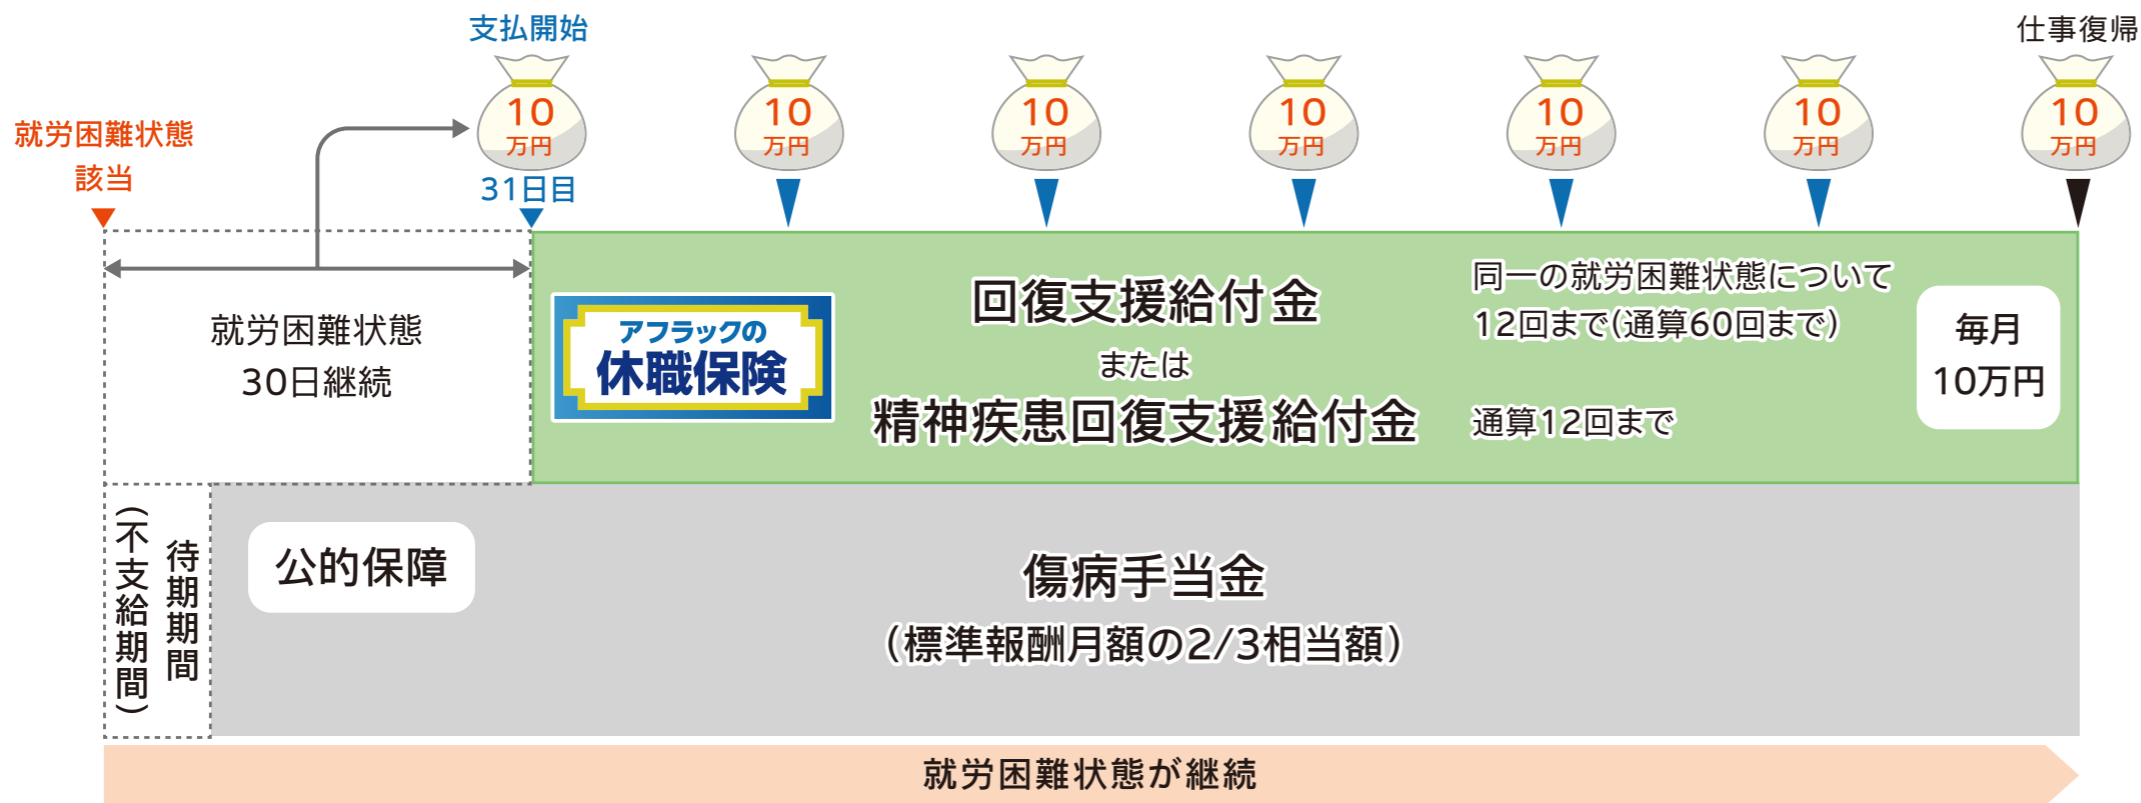 支払開始
仕事復帰
10
万円
10
万円
10
万円
10
万円
10
万円
10
万円
10
万円
就労困難状態
該当
31日目
就労困難状態
30日継続
アフラックの
休職保険
回復支援給付金
または
精神疾患回復支援給付金
同一の就労困難状態について
12回まで(通算60回まで)
通算12回まで
毎月
10万円
待期期間
(不支給期間)
公的保障
傷病手当金
(標準報酬月額の2/3相当額)
就労困難状態が継続